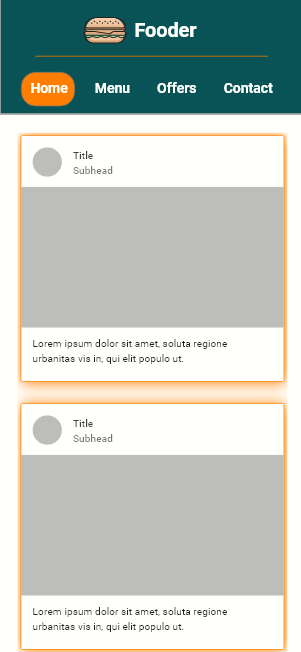 Fooder
Home Menu Offers Contact
Title
Subhead
Lorem ipsum dolor sit amet, soluta regione
urbanitas vis in, qui elit populo ut.
Title
Subhead
Lorem ipsum dolor sit amet, soluta regione
urbanitas vis in, qui elit populo ut.